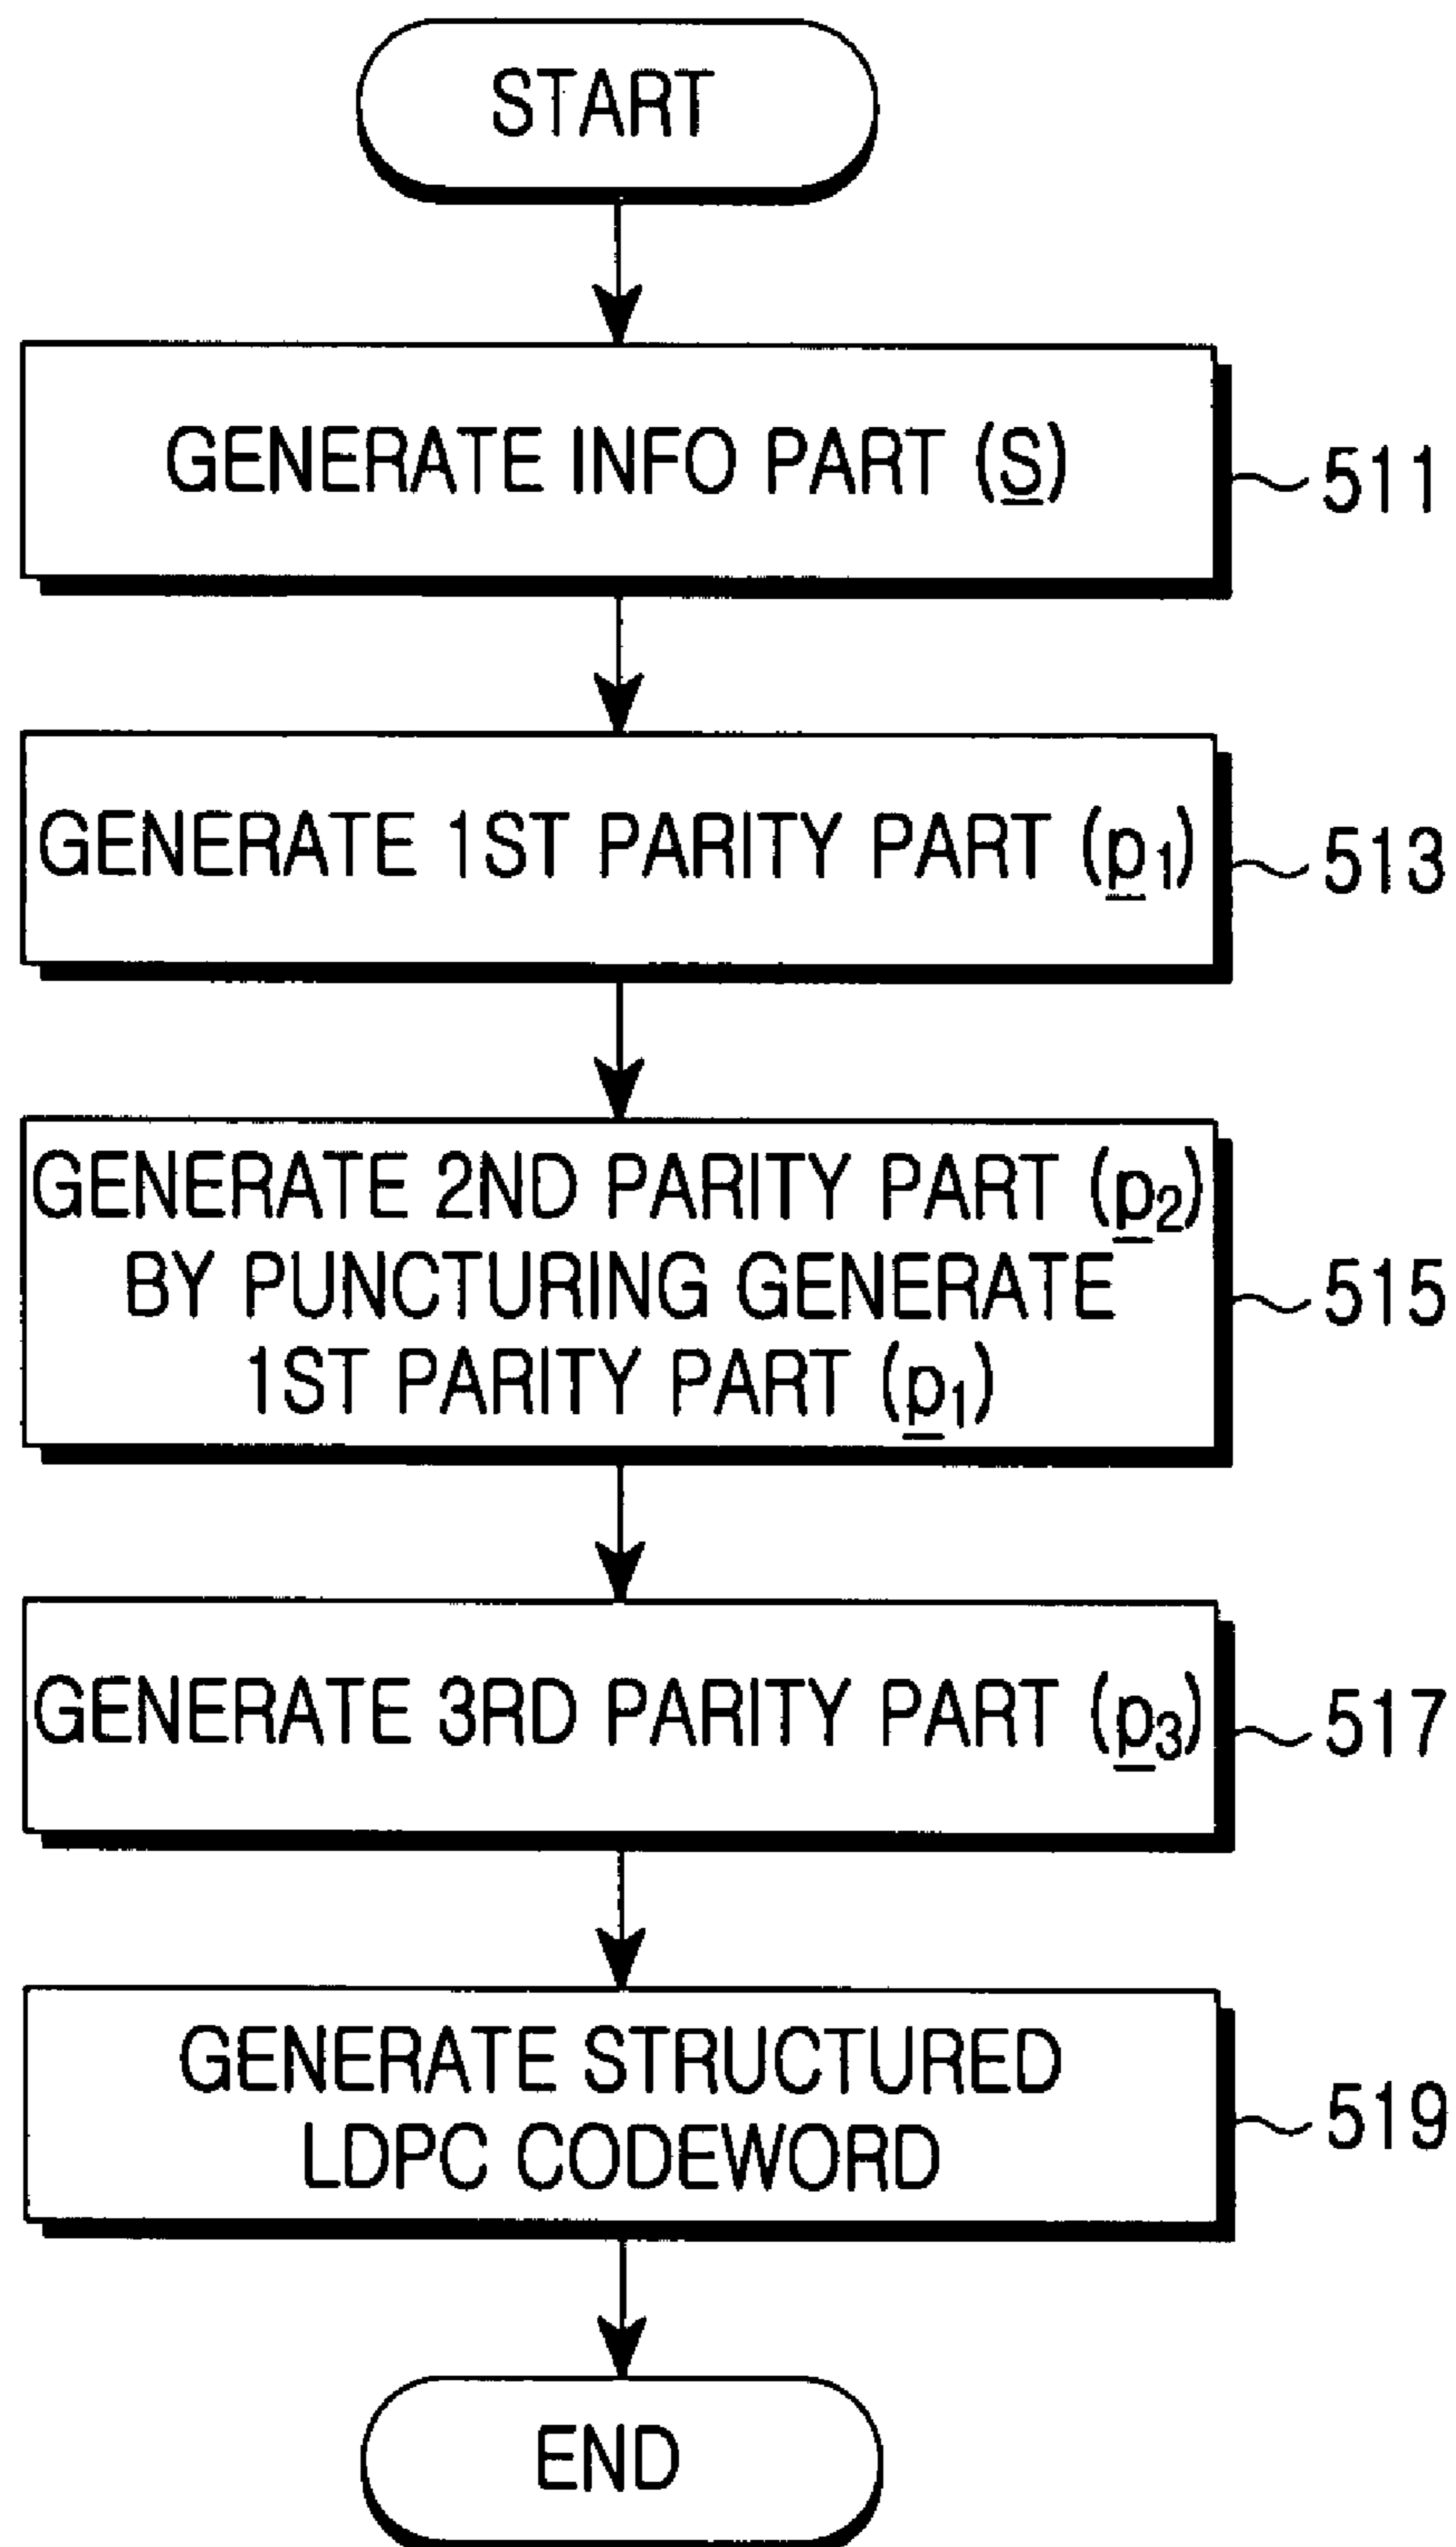 START
GENERATE INFO PART (S)
511
GENERATE 1ST PARITY PART (p1)
513
GENERATE 2ND PARITY PART (p2)
BY PUNCTURING GENERATE
1ST PARITY PART (p1)
515
GENERATE 3RD PARITY PART (p3)
517
GENERATE STRUCTURED
LDPC CODEWORD
519
END